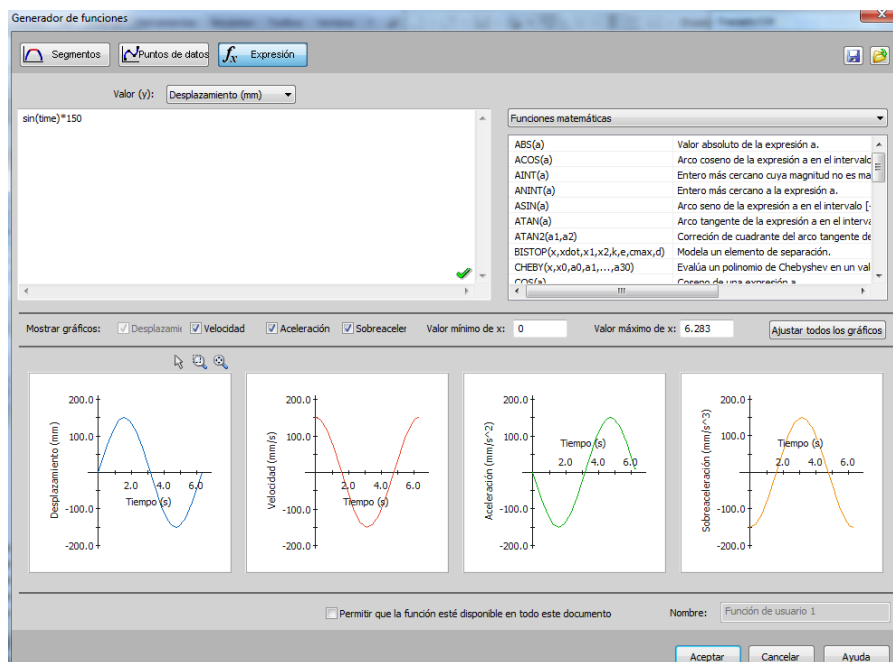 Generador de funciones
Segmentos
Puntos de datos
fx Expresión
Valor (y): Desplazamiento (mm)
sin(time)*150
Funciones matemáticas
ABS(a) Valor absoluto de la expresión a.
ACOS(a) Arco coseno de la expresión a en el intervalo
AINT(a) Entero más cercano cuya magnitud no es ma
ANINT(a) Entero más cercano a la expresión a.
ASIN(a) Arco seno de la expresión a en el intervalo [-
ATAN(a) Arco tangente de la expresión a en el interva
ATAN2(a1,a2) Correción de cuadrante del arco tangente de
BISTOP(x,xdot,x1,x2,k,e,cmax,d) Modela un elemento de separación.
CHEBY(x,x0,a0,a1,...,a30) Evalúa un polinomio de Chebyshev en un val
COS(a) Coseno de una expresión a
Mostrar gráficos: Desplazamie Velocidad Aceleración Sobreaceler Valor mínimo de x: 0 Valor máximo de x: 6.283 Ajustar todos los gráficos
Desplazamiento (mm)
200.0
100.0
-100.0
-200.0
2.0 4.0 6.0
Tiempo (s)
Velocidad (mm/s)
200.0
100.0
-100.0
-200.0
2.0 4.0 6.0
Tiempo (s)
Aceleración (mm/s^2)
200.0
100.0
-100.0
-200.0
Tiempo (s)
2.0 4.0 6.0
Sobreaceleración (mm/s^3)
200.0
100.0
-100.0
-200.0
Tiempo (s)
2.0 4.0 6.0
Permitir que la función esté disponible en todo este documento
Nombre: Función de usuario 1
Aceptar Cancelar Ayuda